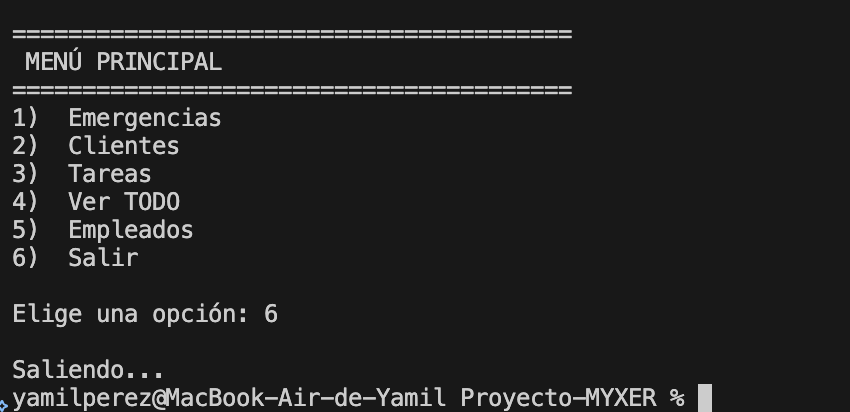 ========================================
MENÚ PRINCIPAL
========================================
1)  Emergencias
2)  Clientes
3)  Tareas
4)  Ver TODO
5)  Empleados
6)  Salir
Elige una opción: 6
Saliendo...
yamilperez@MacBook-Air-de-Yamil Proyecto-MYXER %